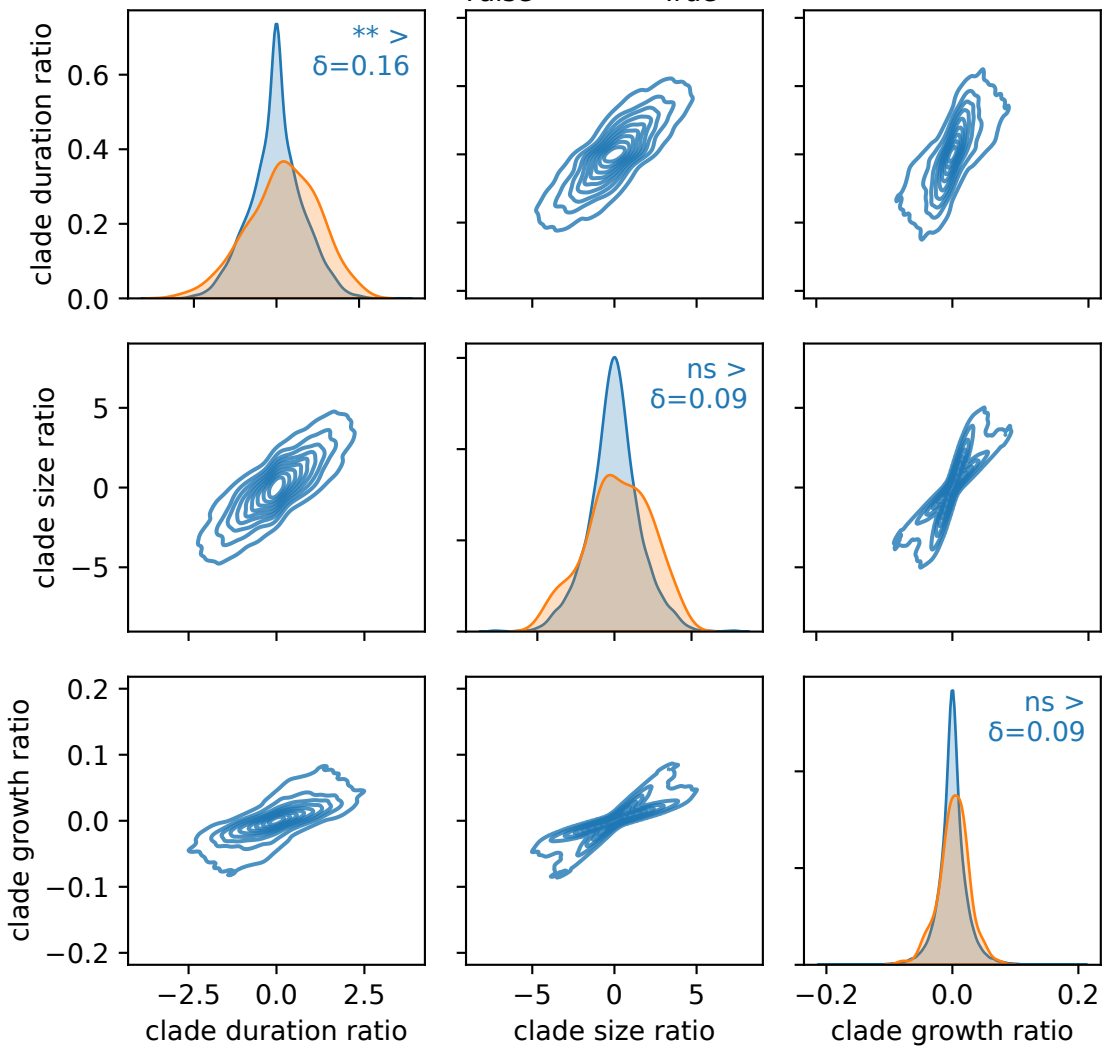 clade duration ratio
0.6
0.4
0.2
0.0
** >
δ=0.16
clade size ratio
5
0
−5
ns >
δ=0.09
clade growth ratio
0.2
0.1
0.0
−0.1
−0.2
ns >
δ=0.09
−2.5 0.0 2.5
clade duration ratio
−5 0 5
clade size ratio
−0.2 0.0 0.2
clade growth ratio